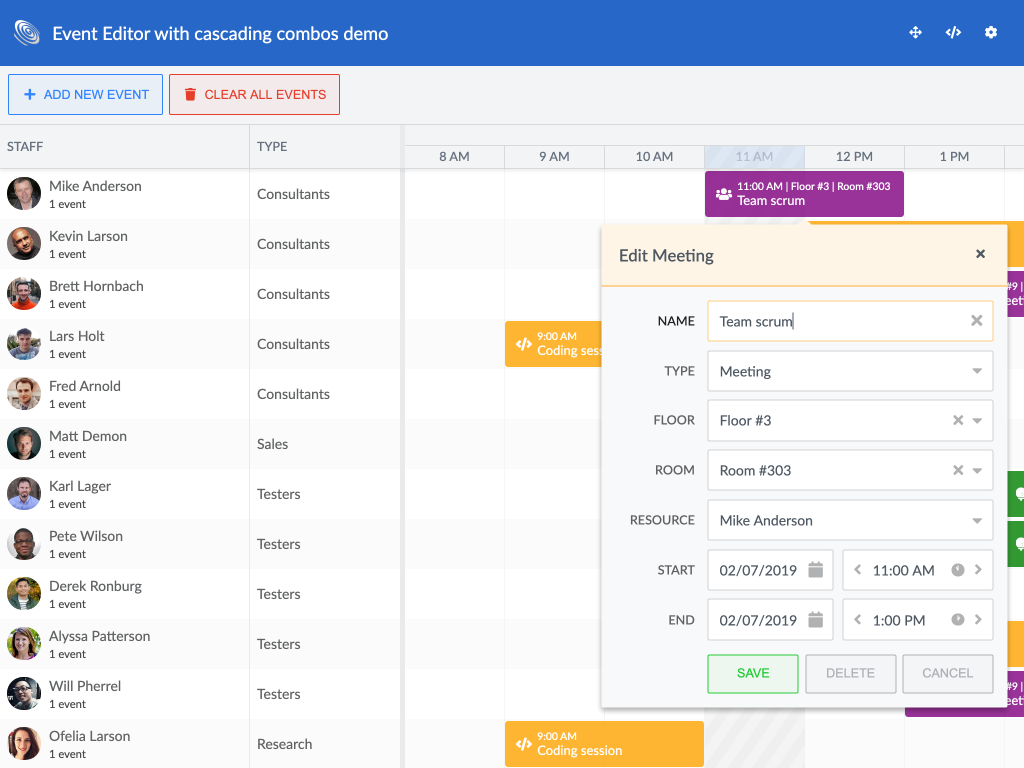 Event Editor with cascading combos demo
ADD NEW EVENT
CLEAR ALL EVENTS
STAFF
TYPE
8 AM
9 AM
10 AM
11 AM
12 PM
1 PM
Mike Anderson
1 event
Consultants
11:00 AM | Floor #3 | Room #303
Team scrum
Kevin Larson
1 event
Consultants
Brett Hornbach
1 event
Consultants
#9 |
Lars Holt
1 event
Consultants
9:00 AM
Coding sess
Fred Arnold
1 event
Consultants
Matt Demon
1 event
Sales
Karl Lager
1 event
Testers
Pete Wilson
1 event
Testers
Derek Ronburg
1 event
Testers
Alyssa Patterson
1 event
Testers
Will Pherrel
1 event
Testers
#9 |
Ofelia Larson
1 event
Research
9:00 AM
Coding session
Edit Meeting
NAME
Team scrum
TYPE
Meeting
FLOOR
Floor #3
ROOM
Room #303
RESOURCE
Mike Anderson
START
02/07/2019
11:00 AM
END
02/07/2019
1:00 PM
SAVE
DELETE
CANCEL